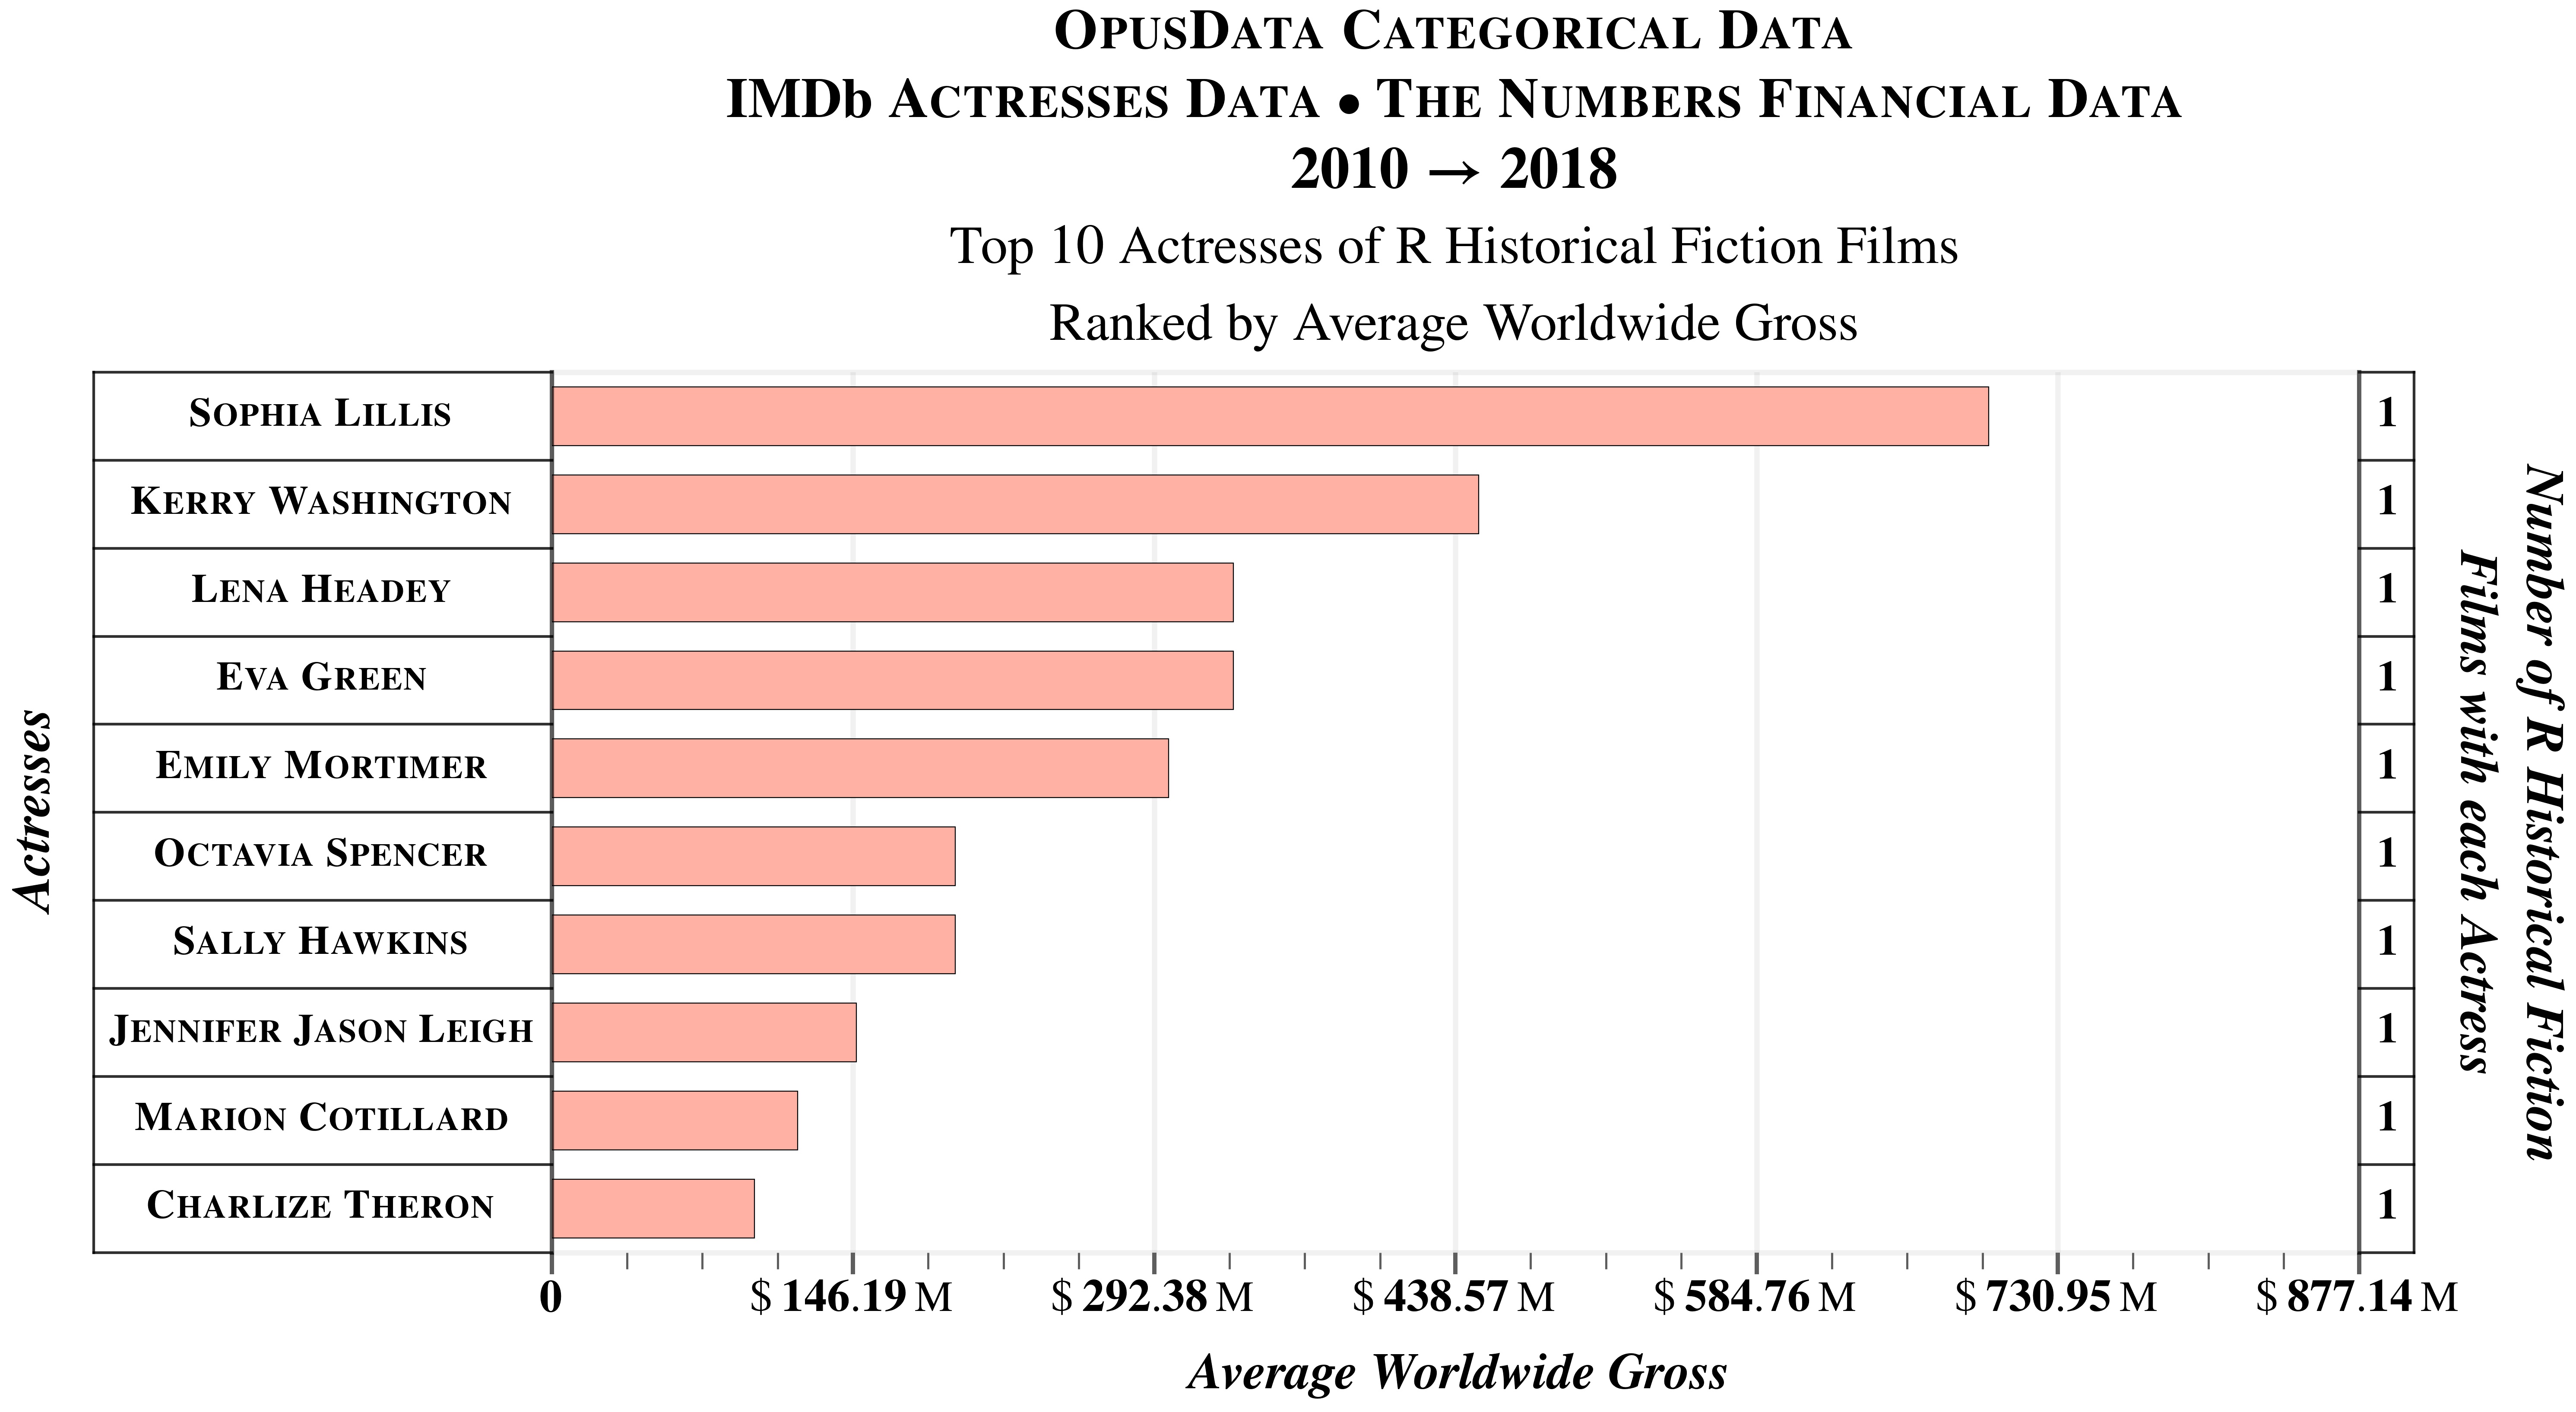 OpusData Categorical Data
IMDb Actresses Data • The Numbers Financial Data
2010 → 2018
Top 10 Actresses of R Historical Fiction Films
Ranked by Average Worldwide Gross
Actresses
Sophia Lillis 1
Kerry Washington 1
Lena Headey 1
Eva Green 1
Emily Mortimer 1
Octavia Spencer 1
Sally Hawkins 1
Jennifer Jason Leigh 1
Marion Cotillard 1
Charlize Theron 1
Number of R Historical Fiction
Films with each Actress
0 $ 146.19 M $ 292.38 M $ 438.57 M $ 584.76 M $ 730.95 M $ 877.14 M
Average Worldwide Gross